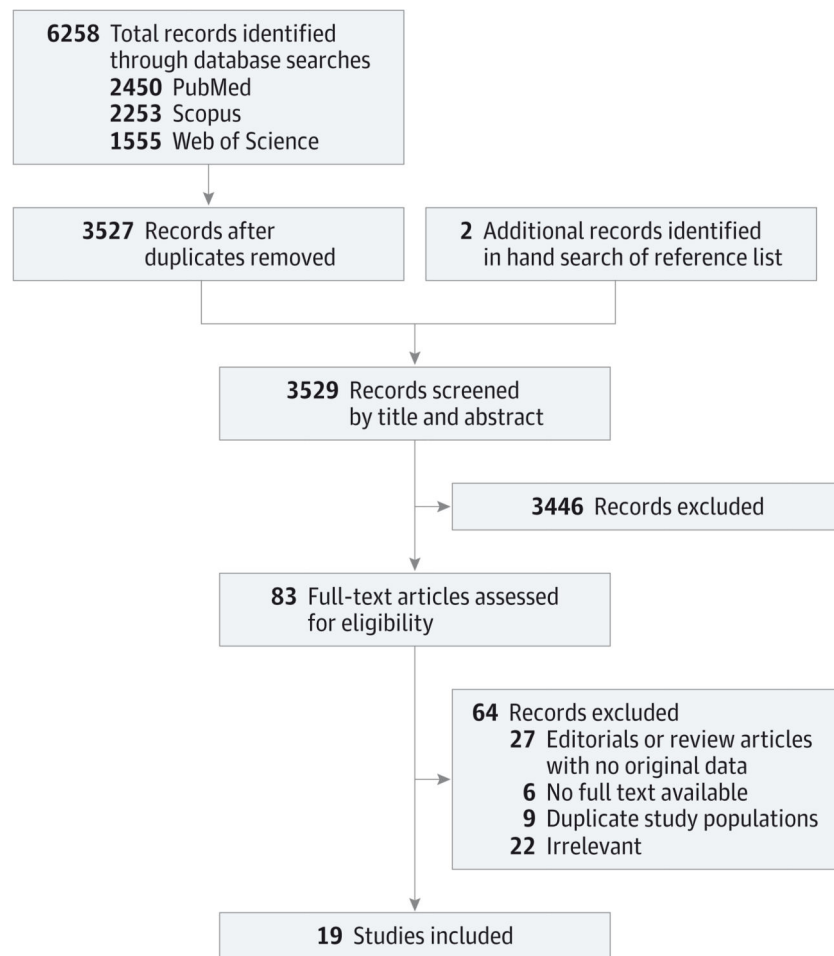 6258 Total records identified
through database searches
2450 PubMed
2253 Scopus
1555 Web of Science
3527 Records after
duplicates removed
2 Additional records identified
in hand search of reference list
3529 Records screened
by title and abstract
3446 Records excluded
83 Full-text articles assessed
for eligibility
64 Records excluded
27 Editorials or review articles
with no original data
6 No full text available
9 Duplicate study populations
22 Irrelevant
19 Studies included